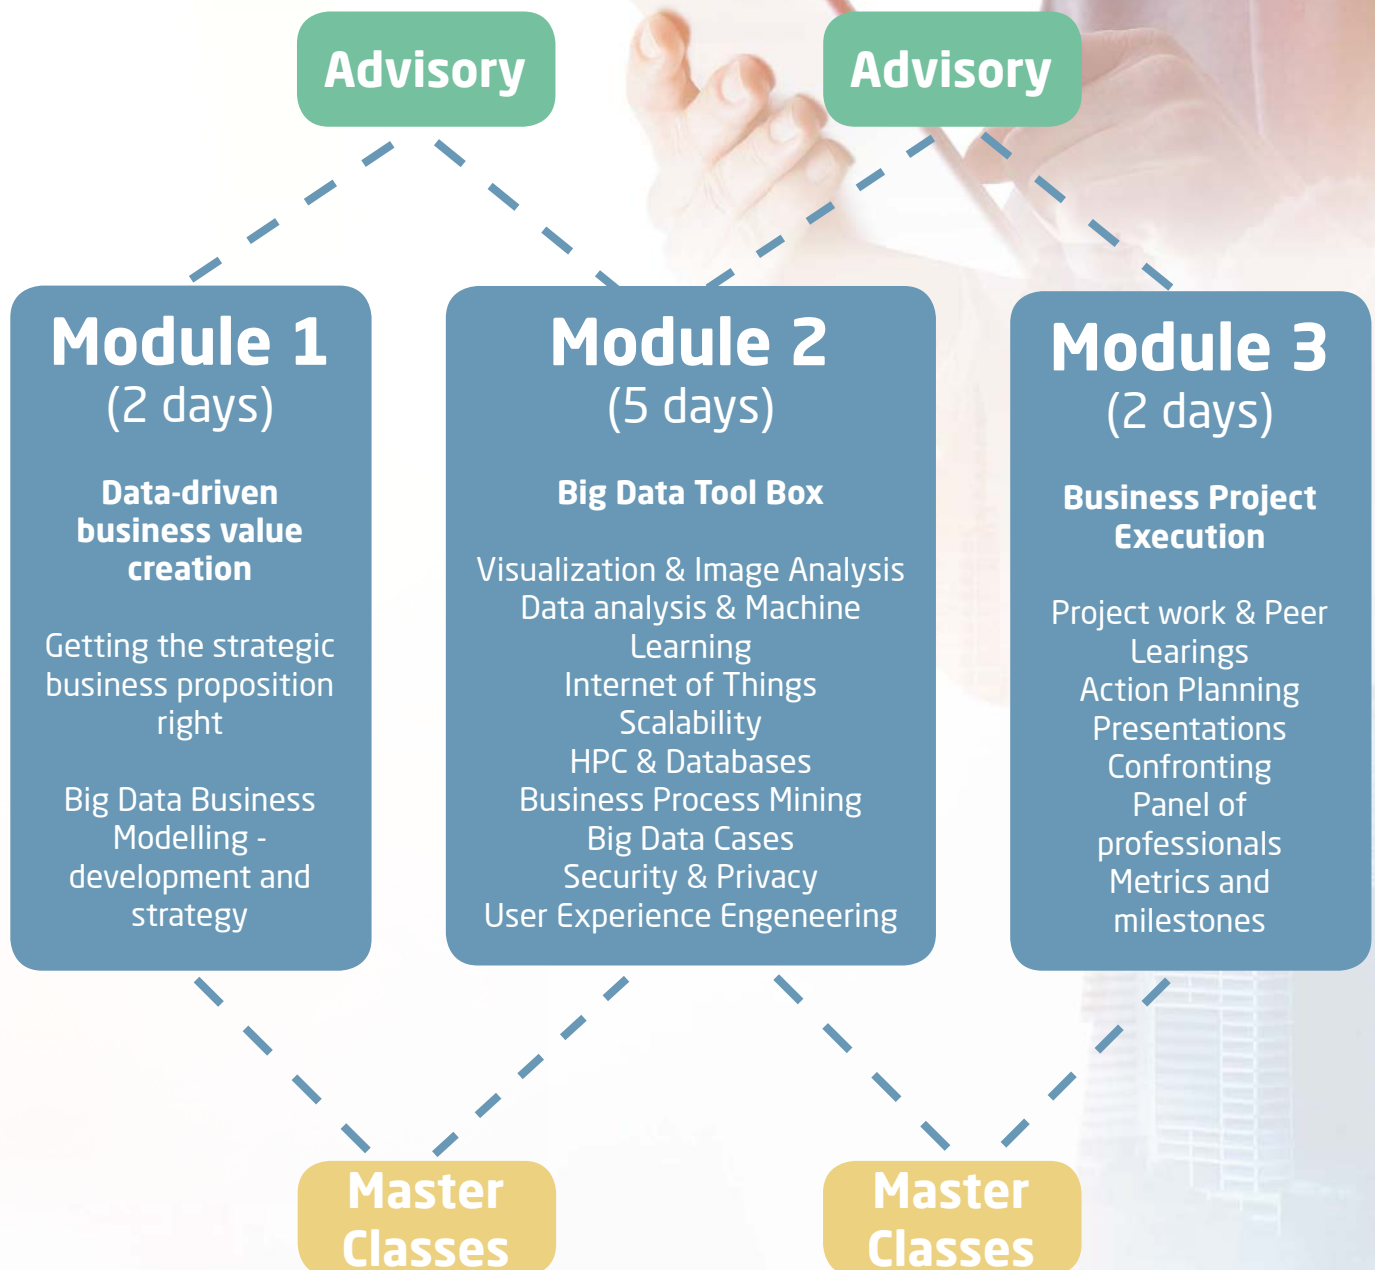 Advisory
Advisory
Module 1
(2 days)
Data-driven
business value
creation
Getting the strategic
business proposition
right
Big Data Business
Modelling -
development and
strategy
Module 2
(5 days)
Big Data Tool Box
Visualization & Image Analysis
Data analysis & Machine
Learning
Internet of Things
Scalability
HPC & Databases
Business Process Mining
Big Data Cases
Security & Privacy
User Experience Engeneering
Module 3
(2 days)
Business Project
Execution
Project work & Peer
Learings
Action Planning
Presentations
Confronting
Panel of
professionals
Metrics and
milestones
Master
Classes
Master
Classes